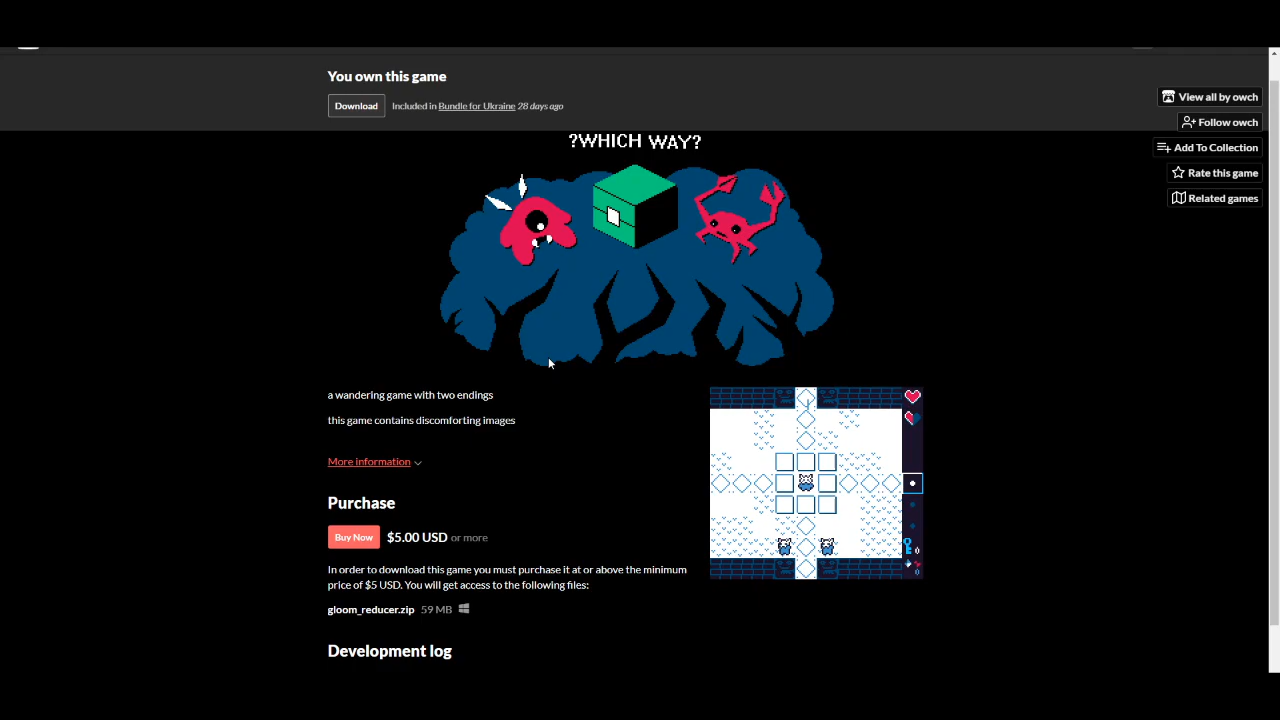 You own this game
Download Included in Bundle for Ukraine 28 days ago
View all by owch
Follow owch
Add To Collection
Rate this game
Related games
?WHICH WAY?
a wandering game with two endings
this game contains discomforting images
More information
Purchase
Buy Now $5.00 USD or more
In order to download this game you must purchase it at or above the minimum
price of $5 USD. You will get access to the following files:
gloom_reducer.zip 59 MB
Development log
0
0